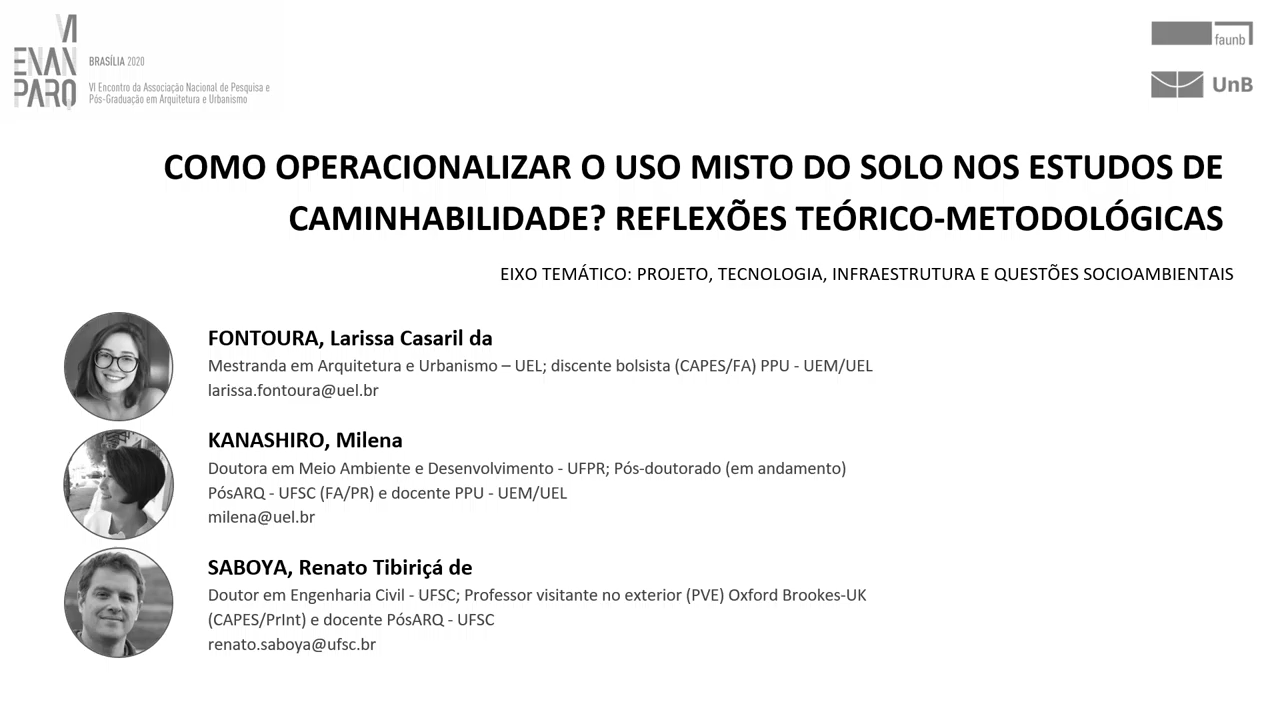 VI
ENAN
PARQ
BRASÍLIA 2020
VI Encontro da Associação Nacional de Pesquisa e
Pós-Graduação em Arquitetura e Urbanismo
faunb
UnB
COMO OPERACIONALIZAR O USO MISTO DO SOLO NOS ESTUDOS DE
CAMINHABILIDADE? REFLEXÕES TEÓRICO-METODOLÓGICAS
EIXO TEMÁTICO: PROJETO, TECNOLOGIA, INFRAESTRUTURA E QUESTÕES SOCIOAMBIENTAIS
FONTOURA, Larissa Casaril da
Mestranda em Arquitetura e Urbanismo – UEL; discente bolsista (CAPES/FA) PPU - UEM/UEL
larissa.fontoura@uel.br
KANASHIRO, Milena
Doutora em Meio Ambiente e Desenvolvimento - UFPR; Pós-doutorado (em andamento)
PósARQ - UFSC (FA/PR) e docente PPU - UEM/UEL
milena@uel.br
SABOYA, Renato Tibiriçá de
Doutor em Engenharia Civil - UFSC; Professor visitante no exterior (PVE) Oxford Brookes-UK
(CAPES/PrInt) e docente PósARQ - UFSC
renato.saboya@ufsc.br